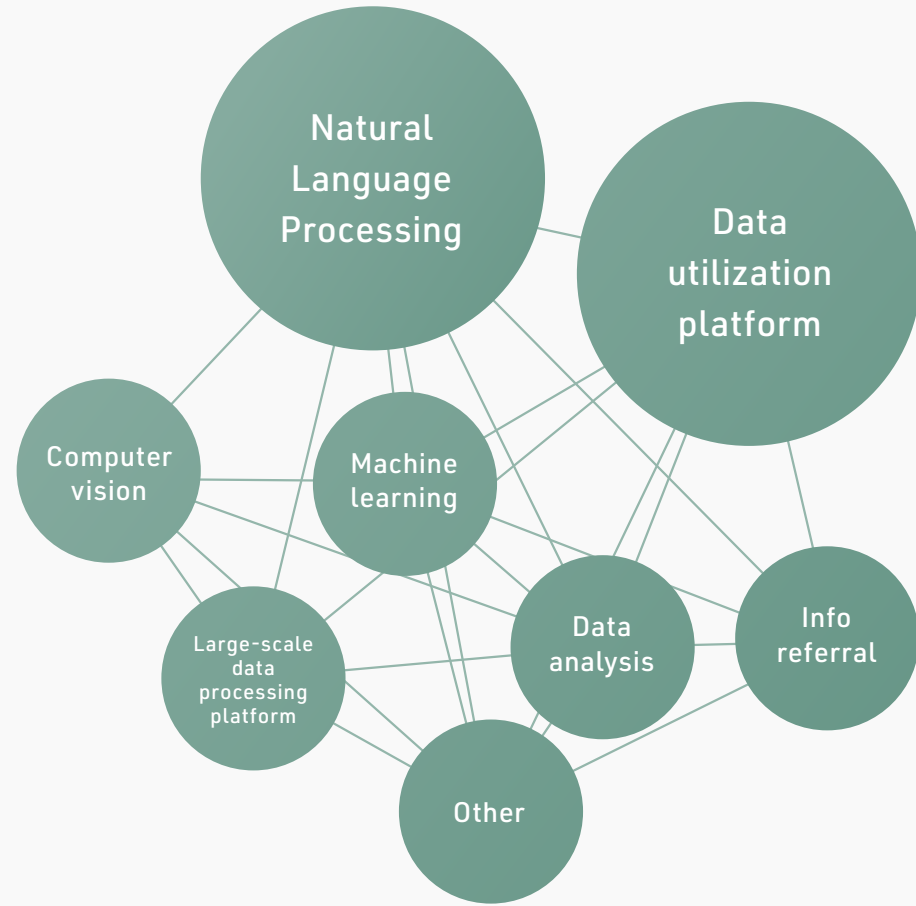 Natural
Language
Processing
Data
utilization
platform
Computer
vision
Machine
learning
Large-scale
data
processing
platform
Data
analysis
Info
referral
Other